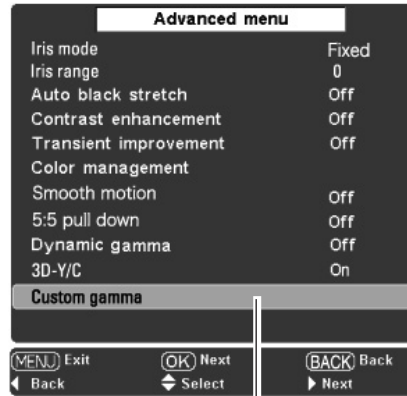 Advanced menu
Iris mode Fixed
Iris range 0
Auto black stretch Off
Contrast enhancement Off
Transient improvement Off
Color management
Smooth motion Off
5:5 pull down Off
Dynamic gamma Off
3D-Y/C On
Custom gamma
MENU Exit OK Next BACK Back
Back Select Next